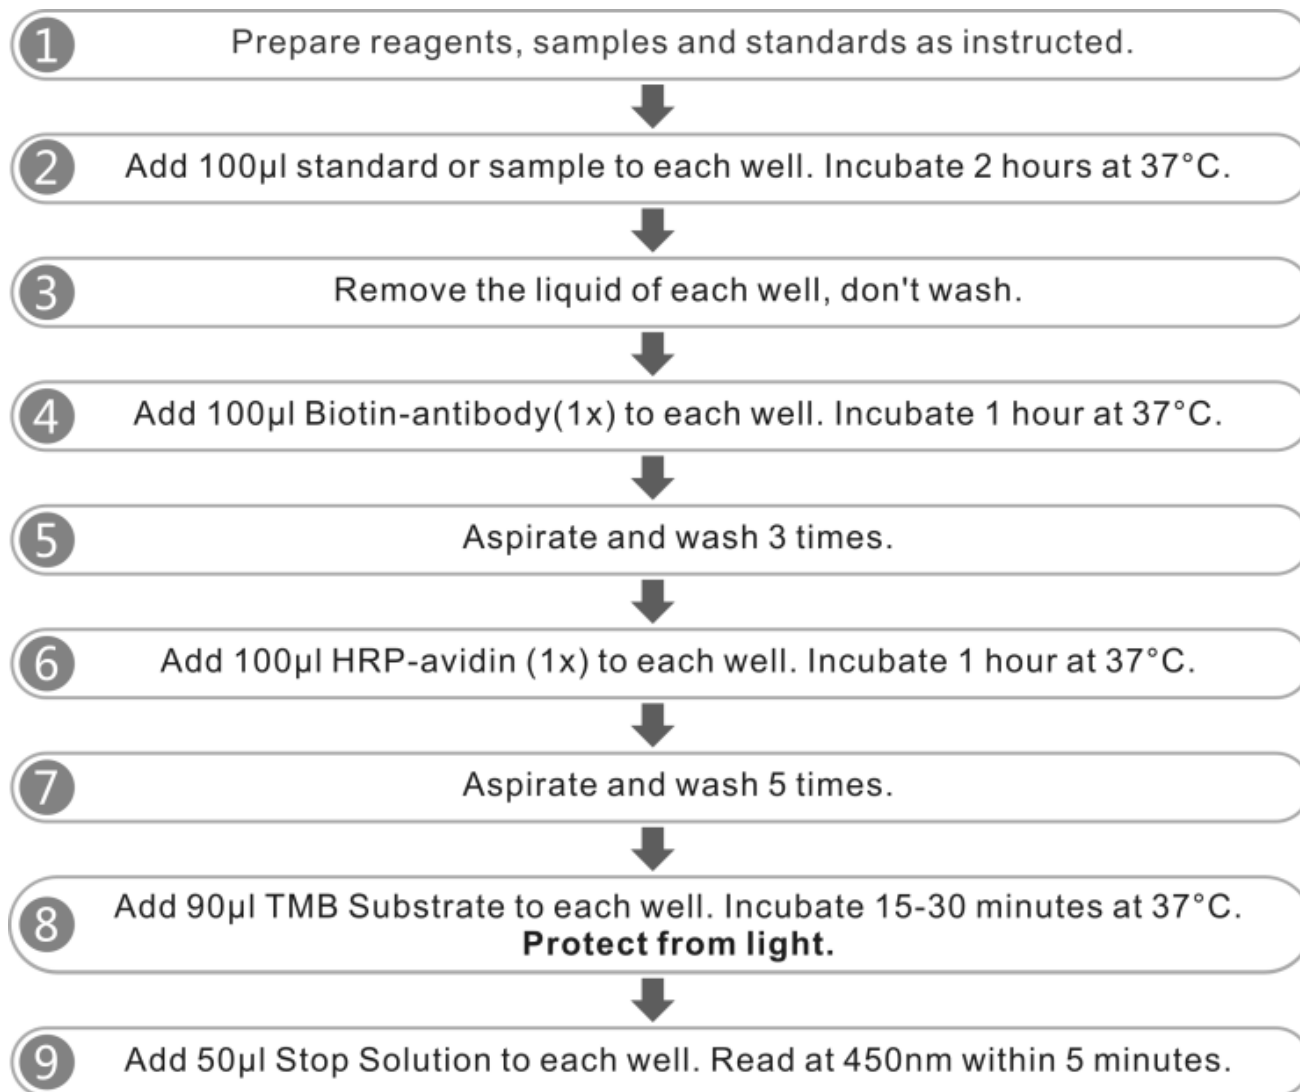 1 Prepare reagents, samples and standards as instructed.
2 Add 100µl standard or sample to each well. Incubate 2 hours at 37°C.
3 Remove the liquid of each well, don't wash.
4 Add 100µl Biotin-antibody(1x) to each well. Incubate 1 hour at 37°C.
5 Aspirate and wash 3 times.
6 Add 100µl HRP-avidin (1x) to each well. Incubate 1 hour at 37°C.
7 Aspirate and wash 5 times.
8 Add 90µl TMB Substrate to each well. Incubate 15-30 minutes at 37°C.
Protect from light.
9 Add 50µl Stop Solution to each well. Read at 450nm within 5 minutes.